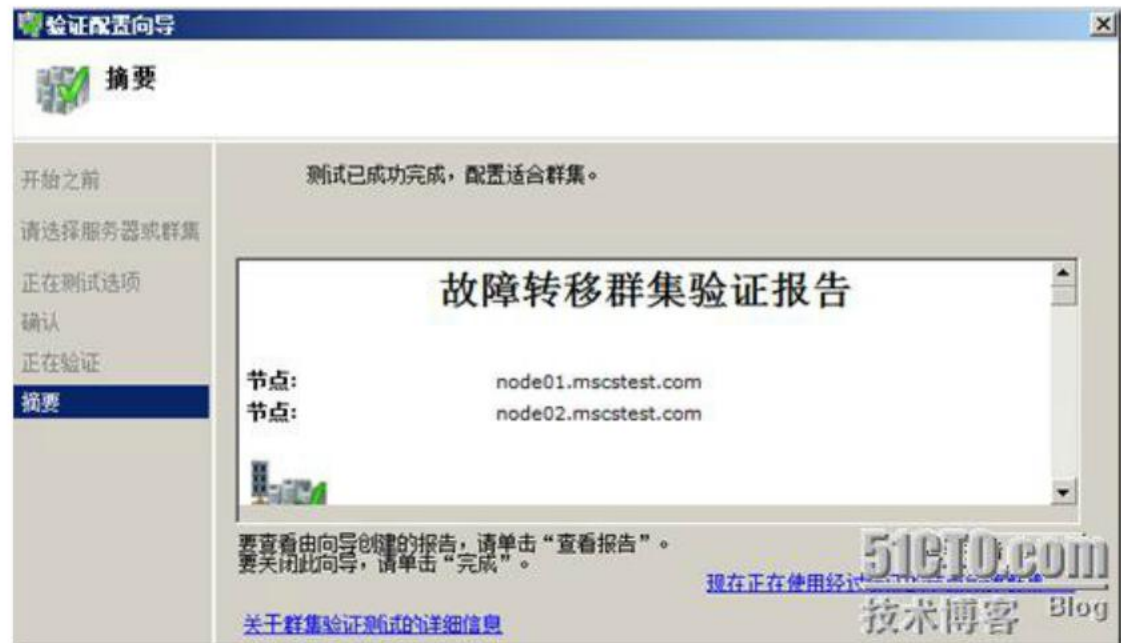 验证配置向导
摘要
开始之前
请选择服务器或群集
正在测试选项
确认
正在验证
摘要
测试已成功完成，配置适合群集。
故障转移群集验证报告
节点: node01.mscstest.com
节点: node02.mscstest.com
要查看由向导创建的报告，请单击“查看报告”。
要关闭此向导，请单击“完成”。
现在正在使用经过
关于群集验证测试的详细信息
51CTO.com
技术博客 Blog